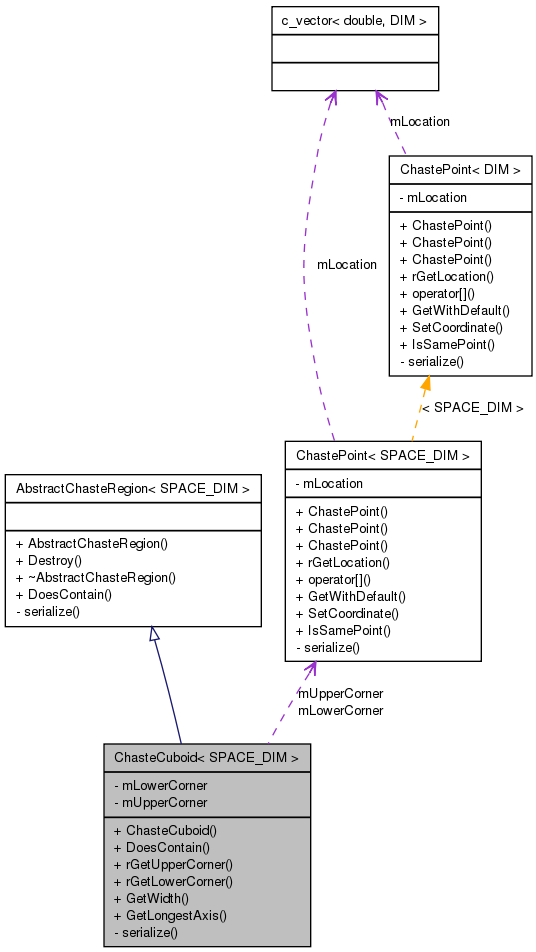 c_vector< double, DIM >
mLocation
ChastePoint< DIM >
- mLocation
+ ChastePoint()
+ ChastePoint()
+ ChastePoint()
+ rGetLocation()
+ operator[]()
+ GetWithDefault()
+ SetCoordinate()
+ IsSamePoint()
- serialize()
mLocation
< SPACE_DIM >
ChastePoint< SPACE_DIM >
- mLocation
+ ChastePoint()
+ ChastePoint()
+ ChastePoint()
+ rGetLocation()
+ operator[]()
+ GetWithDefault()
+ SetCoordinate()
+ IsSamePoint()
- serialize()
AbstractChasteRegion< SPACE_DIM >
+ AbstractChasteRegion()
+ Destroy()
+ ~AbstractChasteRegion()
+ DoesContain()
- serialize()
mUpperCorner
mLowerCorner
ChasteCuboid< SPACE_DIM >
- mLowerCorner
- mUpperCorner
+ ChasteCuboid()
+ DoesContain()
+ rGetUpperCorner()
+ rGetLowerCorner()
+ GetWidth()
+ GetLongestAxis()
- serialize()